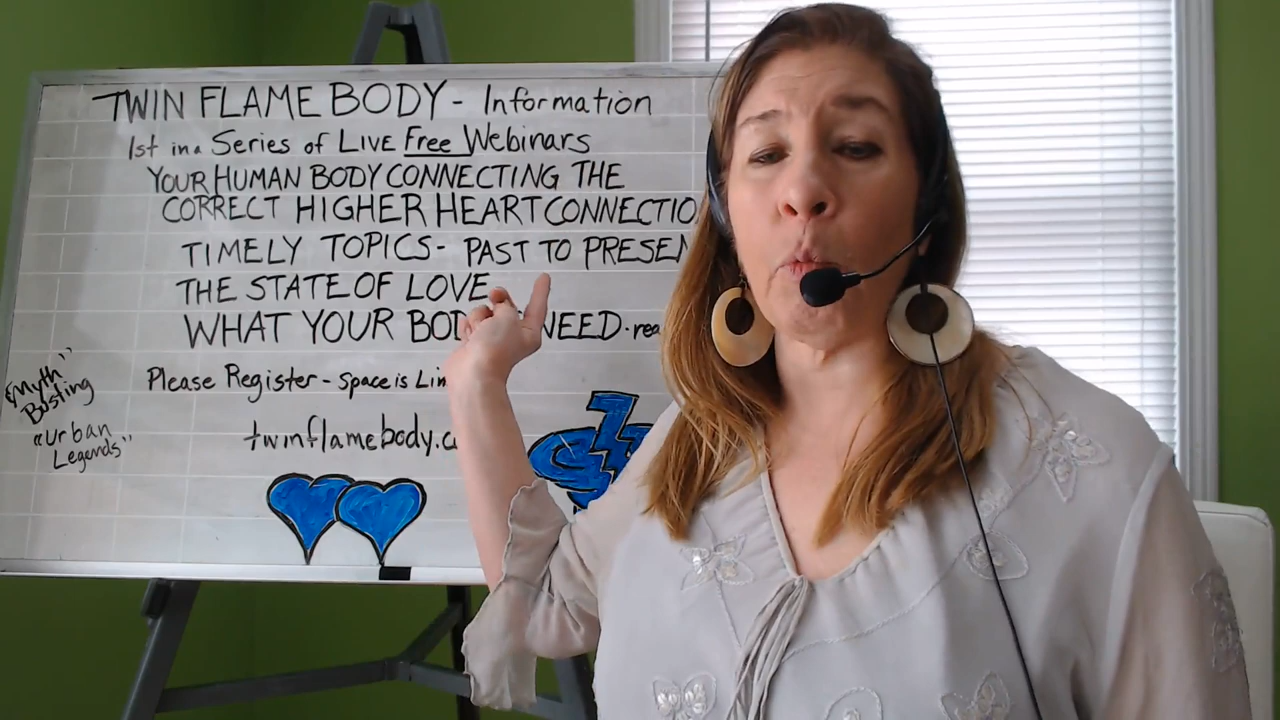 TWIN FLAME BODY - Information
1st in a Series of LIVE Free Webinars
YOUR HUMAN BODY CONNECTING THE
CORRECT HIGHER HEART CONNECTIO
TIMELY TOPICS - PAST TO PRESEN
THE STATE OF LOVE
WHAT YOUR BOD NEED · rea
Please Register - Space is Lim
twinflamebody.c
"Myth"
Busting
"Urban
Legends"